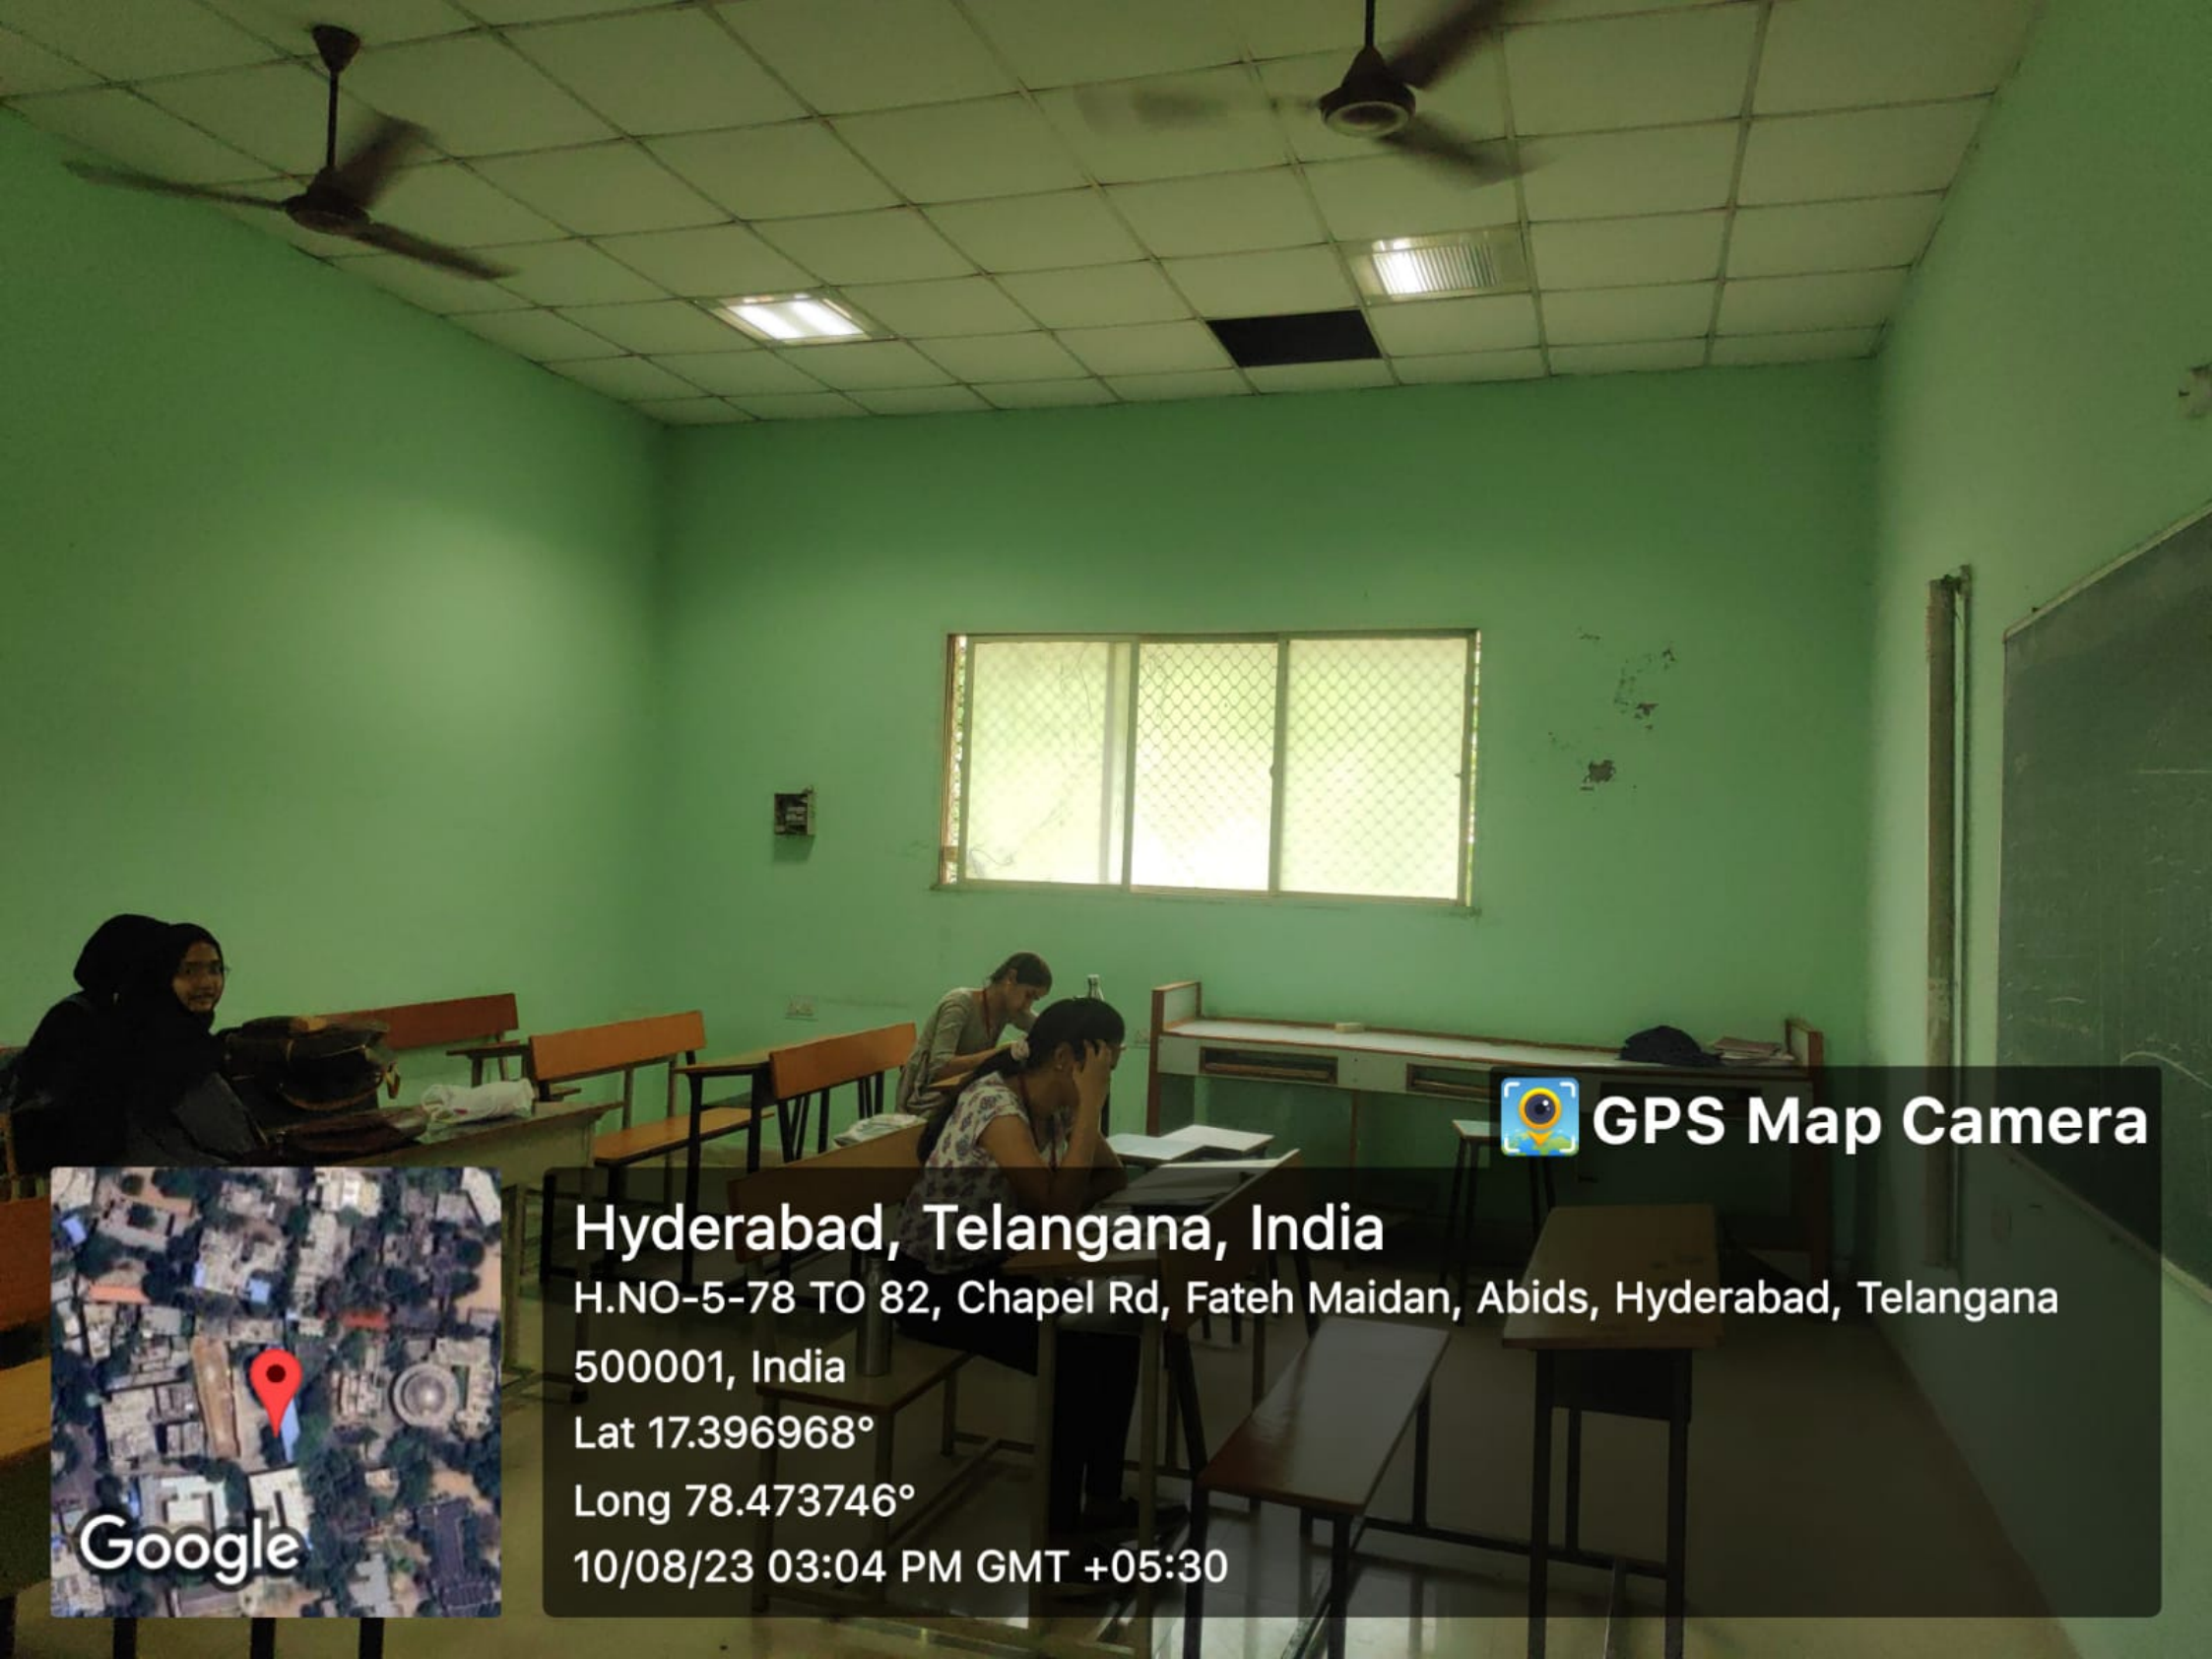 GPS Map Camera
Hyderabad, Telangana, India
H.NO-5-78 TO 82, Chapel Rd, Fateh Maidan, Abids, Hyderabad, Telangana
500001, India
Lat 17.396968°
Long 78.473746°
10/08/23 03:04 PM GMT +05:30
Google